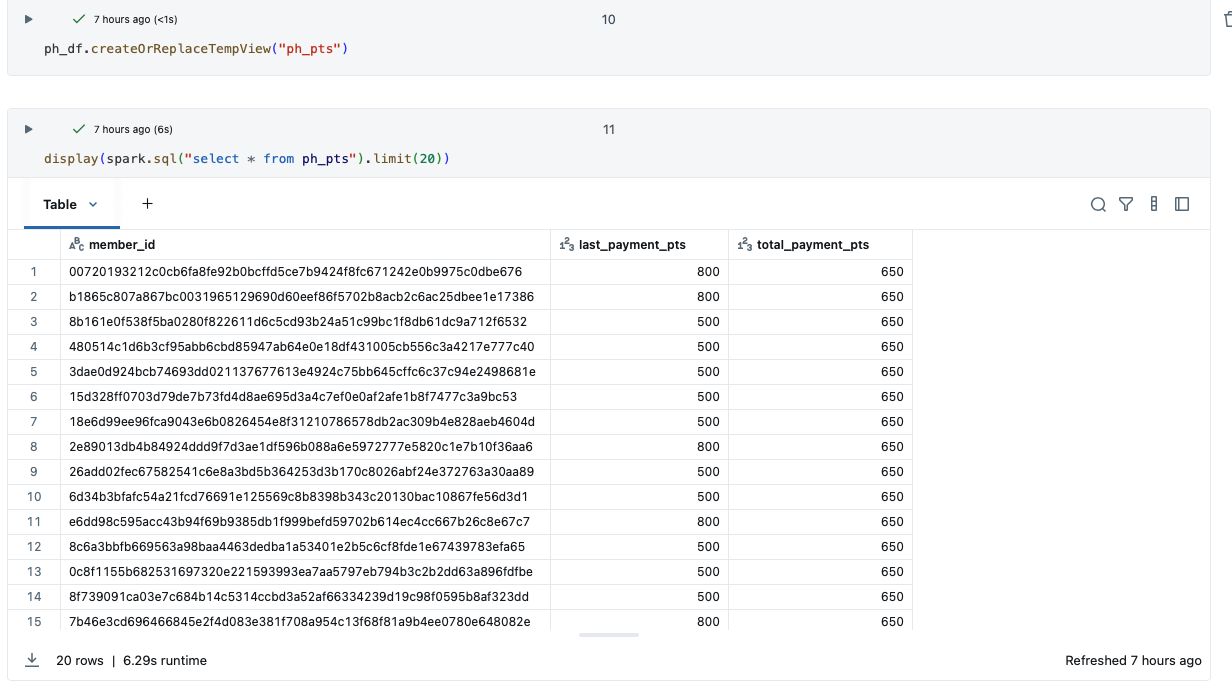 7 hours ago (<1s)
10
ph_df.createOrReplaceTempView("ph_pts")
7 hours ago (6s)
11
display(spark.sql("select * from ph_pts").limit(20))
Table
+
member_id last_payment_pts total_payment_pts
1 00720193212c0cb6fa8fe92b0bcffd5ce7b9424f8fc671242e0b9975c0dbe676 800 650
2 b1865c807a867bc0031965129690d60eef86f5702b8acb2c6ac25dbee1e17386 800 650
3 8b161e0f538f5ba0280f822611d6c5cd93b24a51c99bc1f8db61dc9a712f6532 500 650
4 480514c1d6b3cf95abb6cbd85947ab64e0e18df431005cb556c3a4217e777c40 500 650
5 3dae0d924bcb74693dd021137677613e4924c75bb645cffc6c37c94e2498681e 500 650
6 15d328ff0703d79de7b73fd4d8ae695d3a4c7ef0e0af2afe1b8f7477c3a9bc53 500 650
7 18e6d99ee96fca9043e6b0826454e8f31210786578db2ac309b4e828aeb4604d 500 650
8 2e89013db4b84924ddd9f7d3ae1df596b088a6e5972777e5820c1e7b10f36aa6 800 650
9 26add02fec67582541c6e8a3bd5b364253d3b170c8026abf24e372763a30aa89 500 650
10 6d34b3bfafc54a21fcd76691e125569c8b8398b343c20130bac10867fe56d3d1 500 650
11 e6dd98c595acc43b94f69b9385db1f999befd59702b614ec4cc667b26c8e67c7 800 650
12 8c6a3bbfb669563a98baa4463dedba1a53401e2b5c6cf8fde1e67439783efa65 500 650
13 0c8f1155b682531697320e221593993ea7aa5797eb794b3c2b2dd63a896fdfbe 500 650
14 8f739091ca03e7c684b14c5314ccbd3a52af66334239d19c98f0595b8af323dd 500 650
15 7b46e3cd696466845e2f4d083e381f708a954c13f68f81a9b4ee0780e648082e 800 650
20 rows | 6.29s runtime
Refreshed 7 hours ago